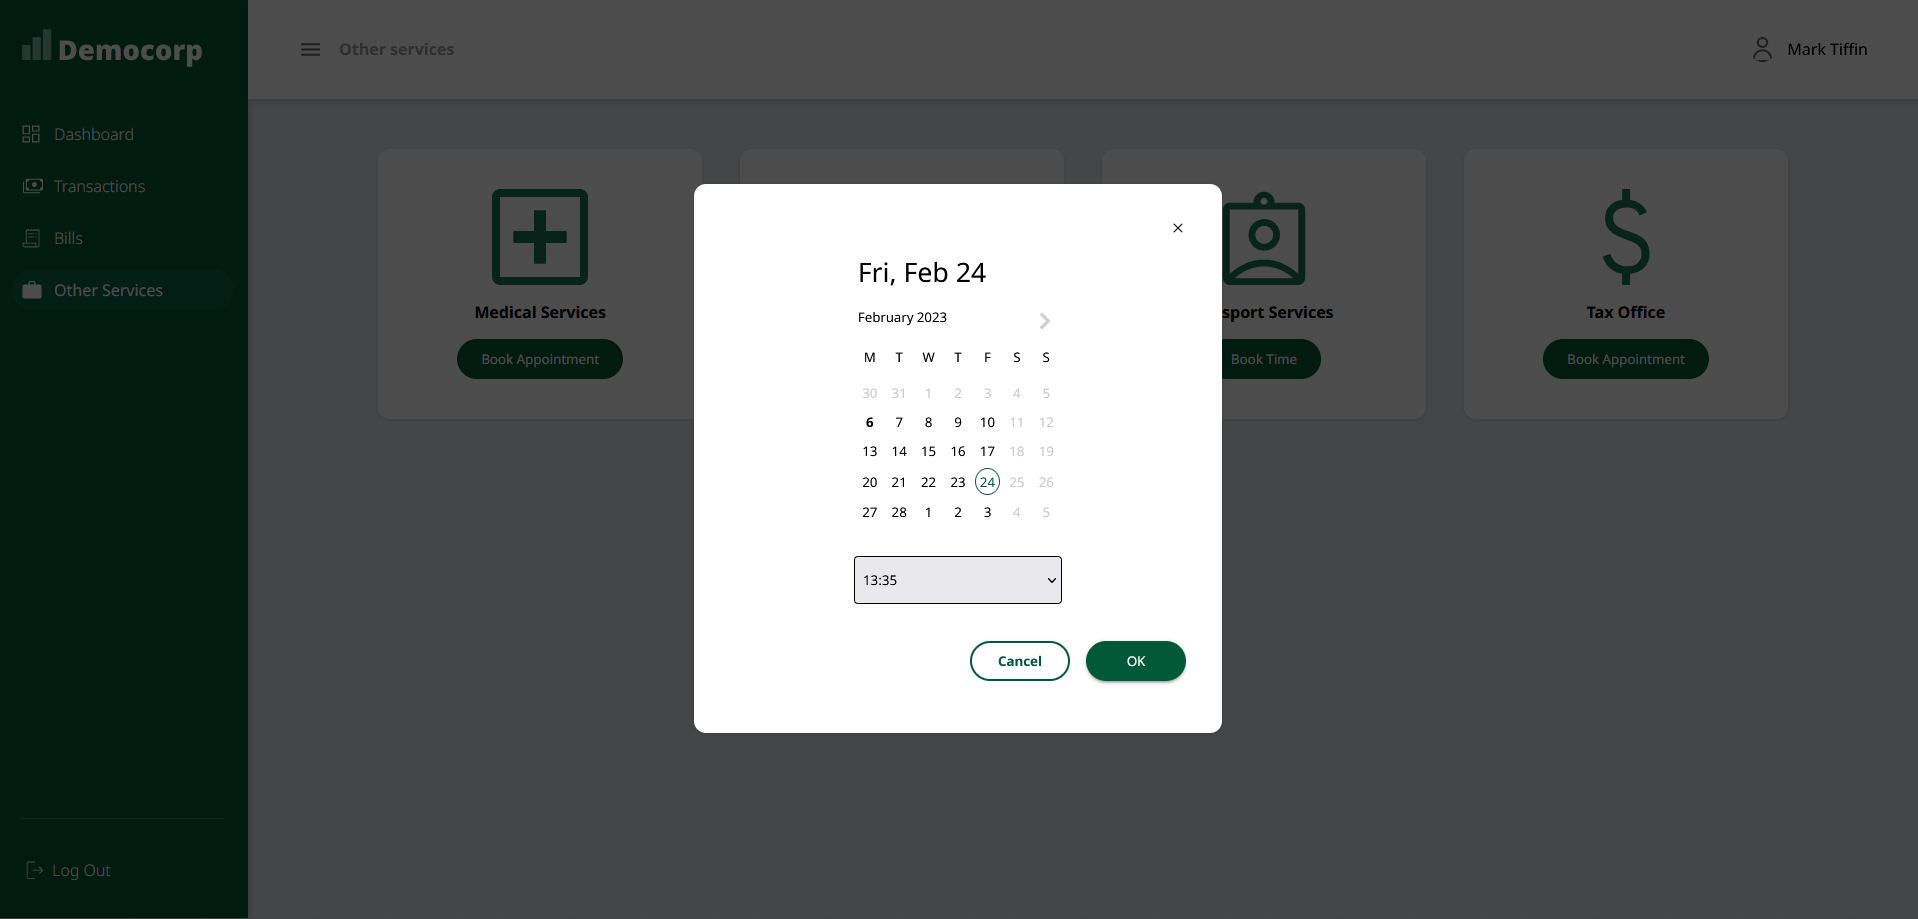 Democorp
Dashboard
Transactions
Bills
Other Services
Log Out
Other services
Mark Tiffin
Medical Services
Book Appointment
sport Services
Book Time
Tax Office
Book Appointment
×
Fri, Feb 24
February 2023
M T W T F S S
30 31 1 2 3 4 5
6 7 8 9 10 11 12
13 14 15 16 17 18 19
20 21 22 23 24 25 26
27 28 1 2 3 4 5
13:35
Cancel OK